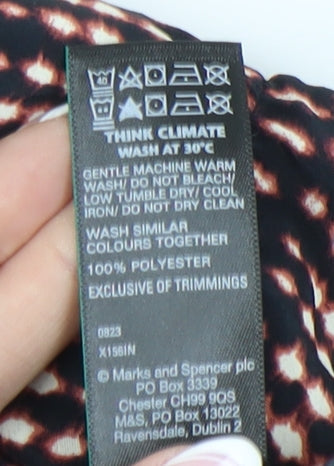 40
THINK CLIMATE
WASH AT 30°C
GENTLE MACHINE WARM
WASH/ DO NOT BLEACH/
LOW TUMBLE DRY/ COOL
IRON/ DO NOT DRY CLEAN
WASH SIMILAR
COLOURS TOGETHER
100% POLYESTER
EXCLUSIVE OF TRIMMINGS
0823
X156IN
© Marks and Spencer plc
PO Box 3339
Chester CH99 9QS
M&S, PO Box 13022
Ravensdale, Dublin 2